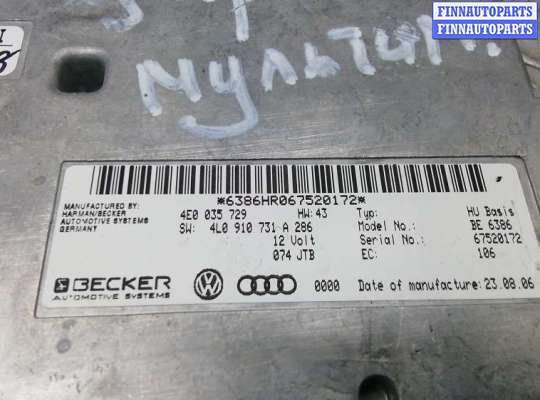 FINNAUTOPARTS
FINNAUTOPARTS
*6386HR067520172*
MANUFACTURED BY:
HARMAN/BECKER
AUTOMOTIVE SYSTEMS
GERMANY
4E0 035 729 HW:43
SW: 4L0 910 731 A 286
12 Volt
074 JTB
Typ: HU Basis
Model No.: BE 6386
Serial No.: 67520172
EC: 106
BECKER
AUTOMOTIVE SYSTEMS
0000 Date of manufacture:23.08.06